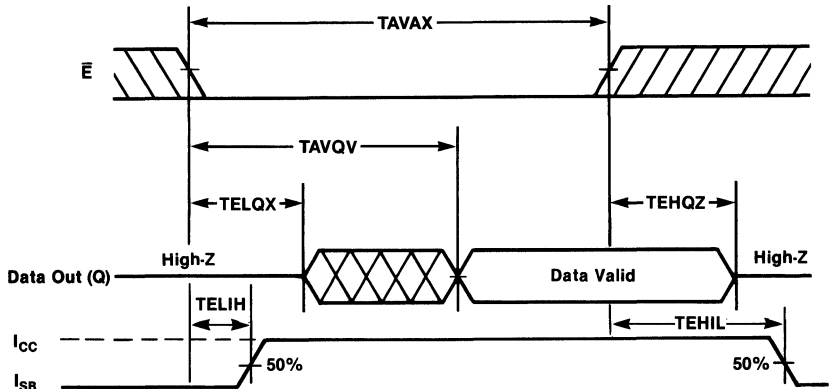 TAVAX
Ē
TAVQV
TELQX
TEHQZ
High-Z
High-Z
Data Out (Q)
Data Valid
TELIH
TEHIL
ICC
50%
50%
ISB